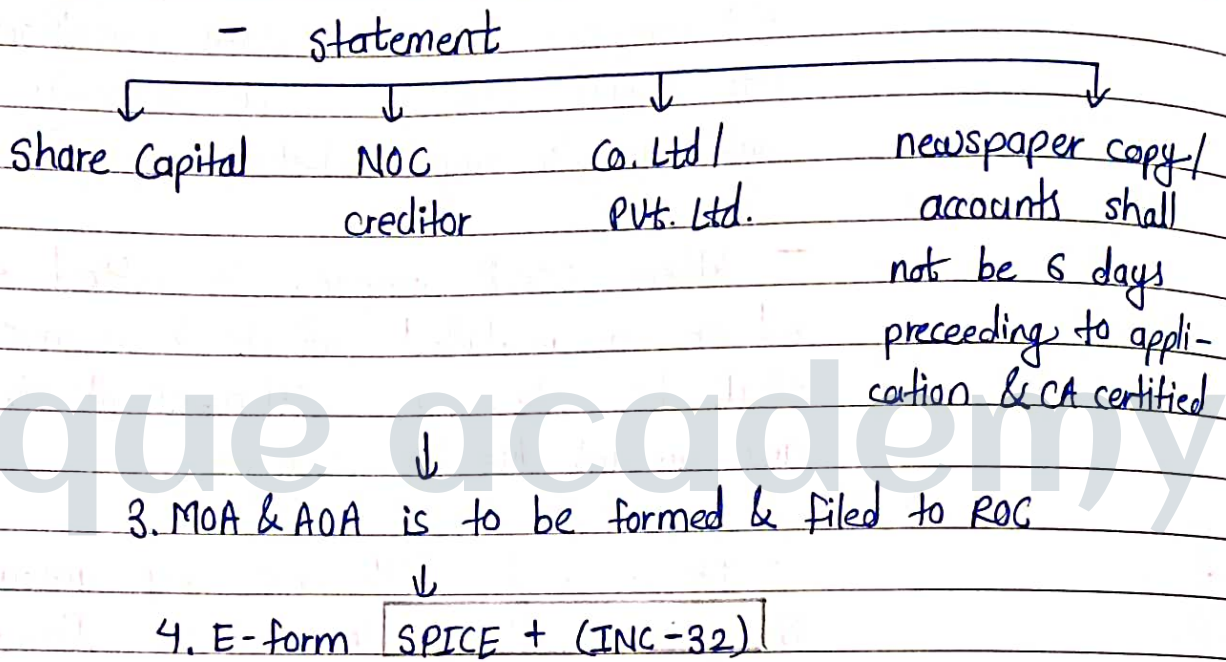 - statement
Share Capital
NOC
creditor
Co. Ltd/
Pvt. Ltd.
newspaper copy/
accounts shall
not be 6 days
preceeding to appli-
cation & CA certified
que academy
3. MOA & AOA is to be formed & filed to ROC
4. E-form SPICE + (INC-32)